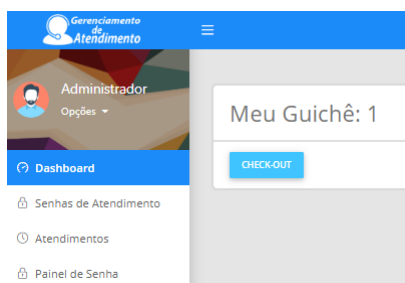 Gerenciamento
de
Atendimento
Administrador
Opções
Meu Guichê: 1
CHECK-OUT
Dashboard
Senhas de Atendimento
Atendimentos
Painel de Senha